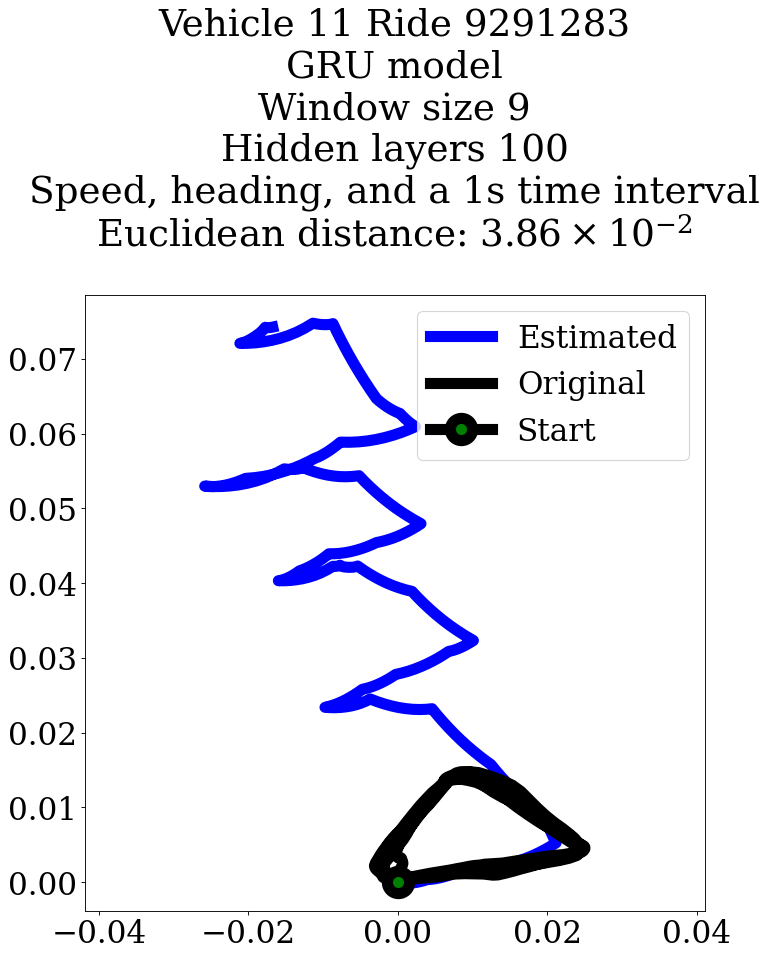 Vehicle 11 Ride 9291283
GRU model
Window size 9
Hidden layers 100
Speed, heading, and a 1s time interval
Euclidean distance: 3.86 × 10⁻²
Estimated
Original
Start
0.07
0.06
0.05
0.04
0.03
0.02
0.01
0.00
−0.04 −0.02 0.00 0.02 0.04